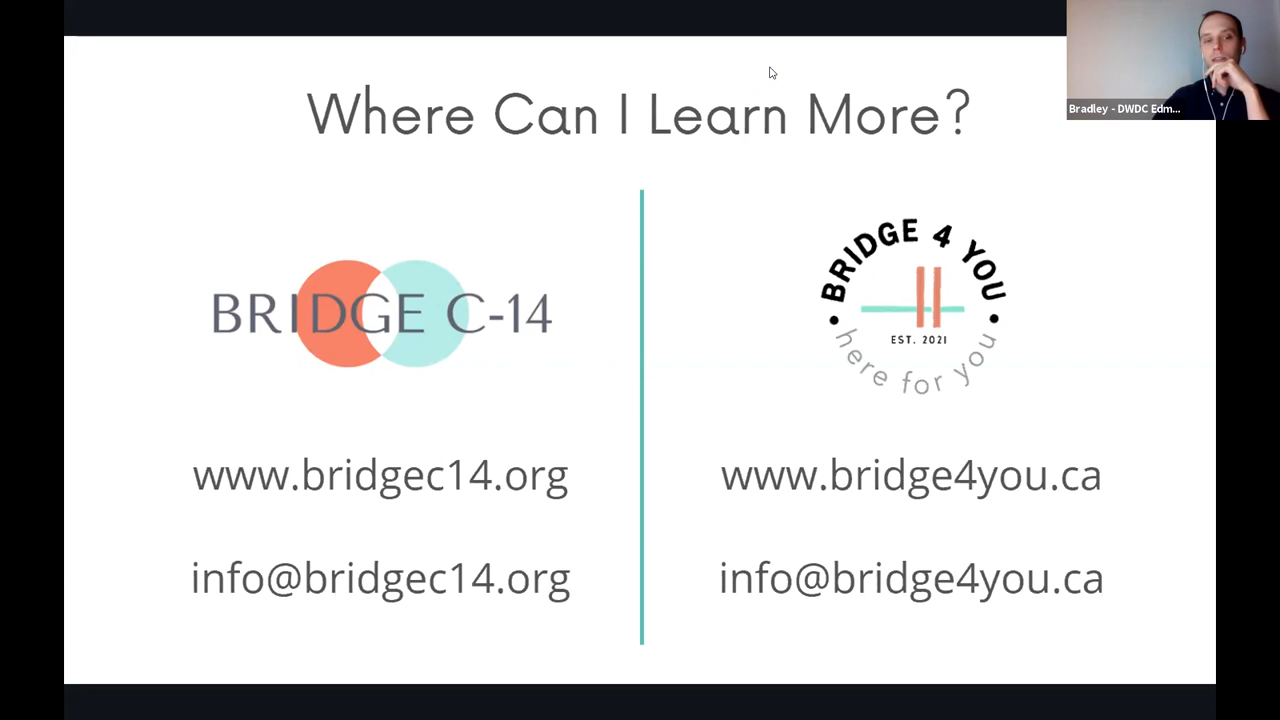 Where Can I Learn More?
Bradley - DWDC Edm...
BRIDGE C-14
www.bridgec14.org
info@bridgec14.org
BRIDGE 4 YOU
EST. 2021
here for you
www.bridge4you.ca
info@bridge4you.ca